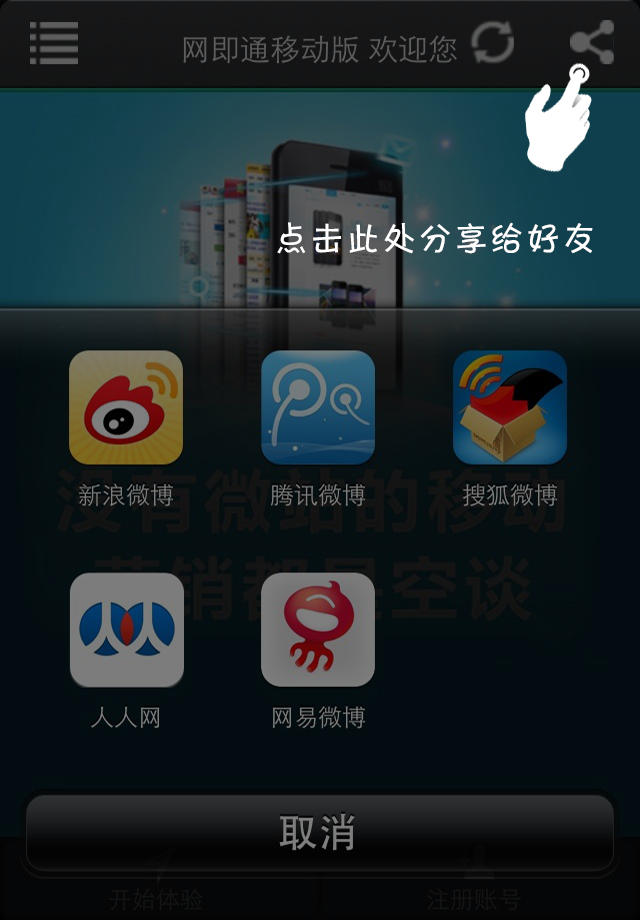 网即通移动版 欢迎您
点击此处分享给好友
新浪微博 腾讯微博 搜狐微博
没有微站的移动
营销都是空谈
人人网 网易微博
取消
开始体验 注册账号